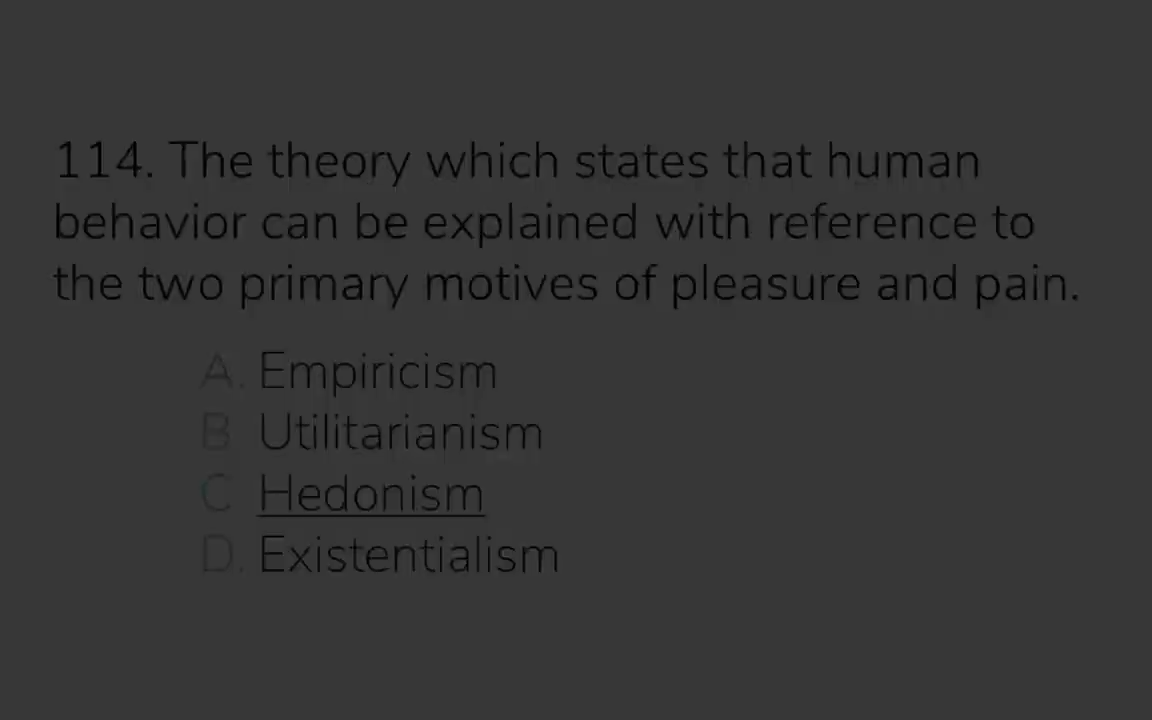 114. The theory which states that human
behavior can be explained with reference to
the two primary motives of pleasure and pain.
A. Empiricism
B Utilitarianism
C Hedonism
D. Existentialism